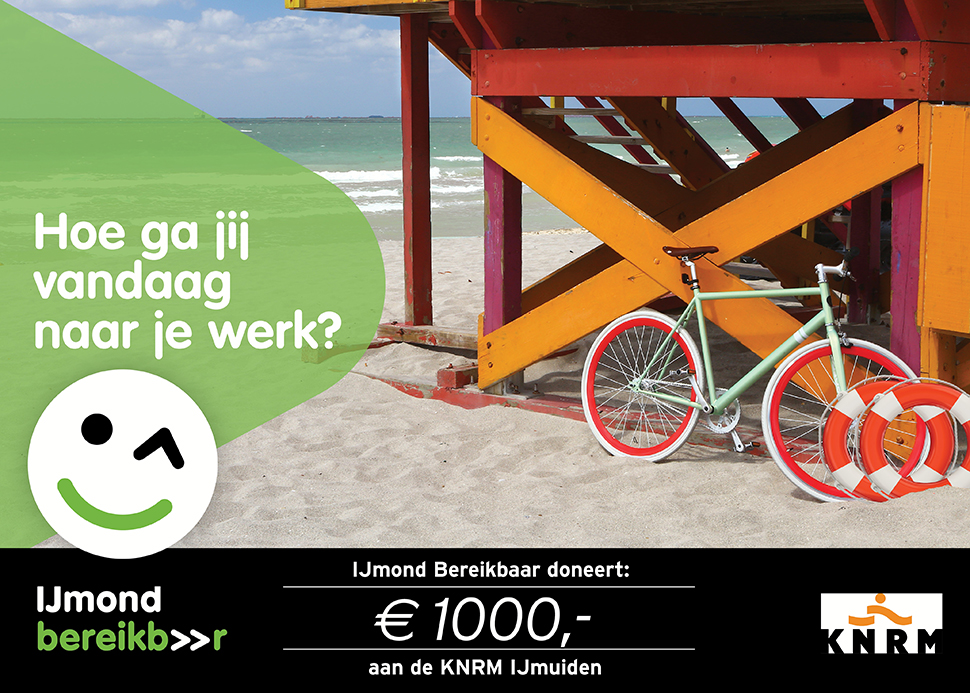 Hoe ga jij
vandaag
naar je werk?
IJmond
bereikb>>r
IJmond Bereikbaar doneert:
€ 1000,-
aan de KNRM IJmuiden
KNRM